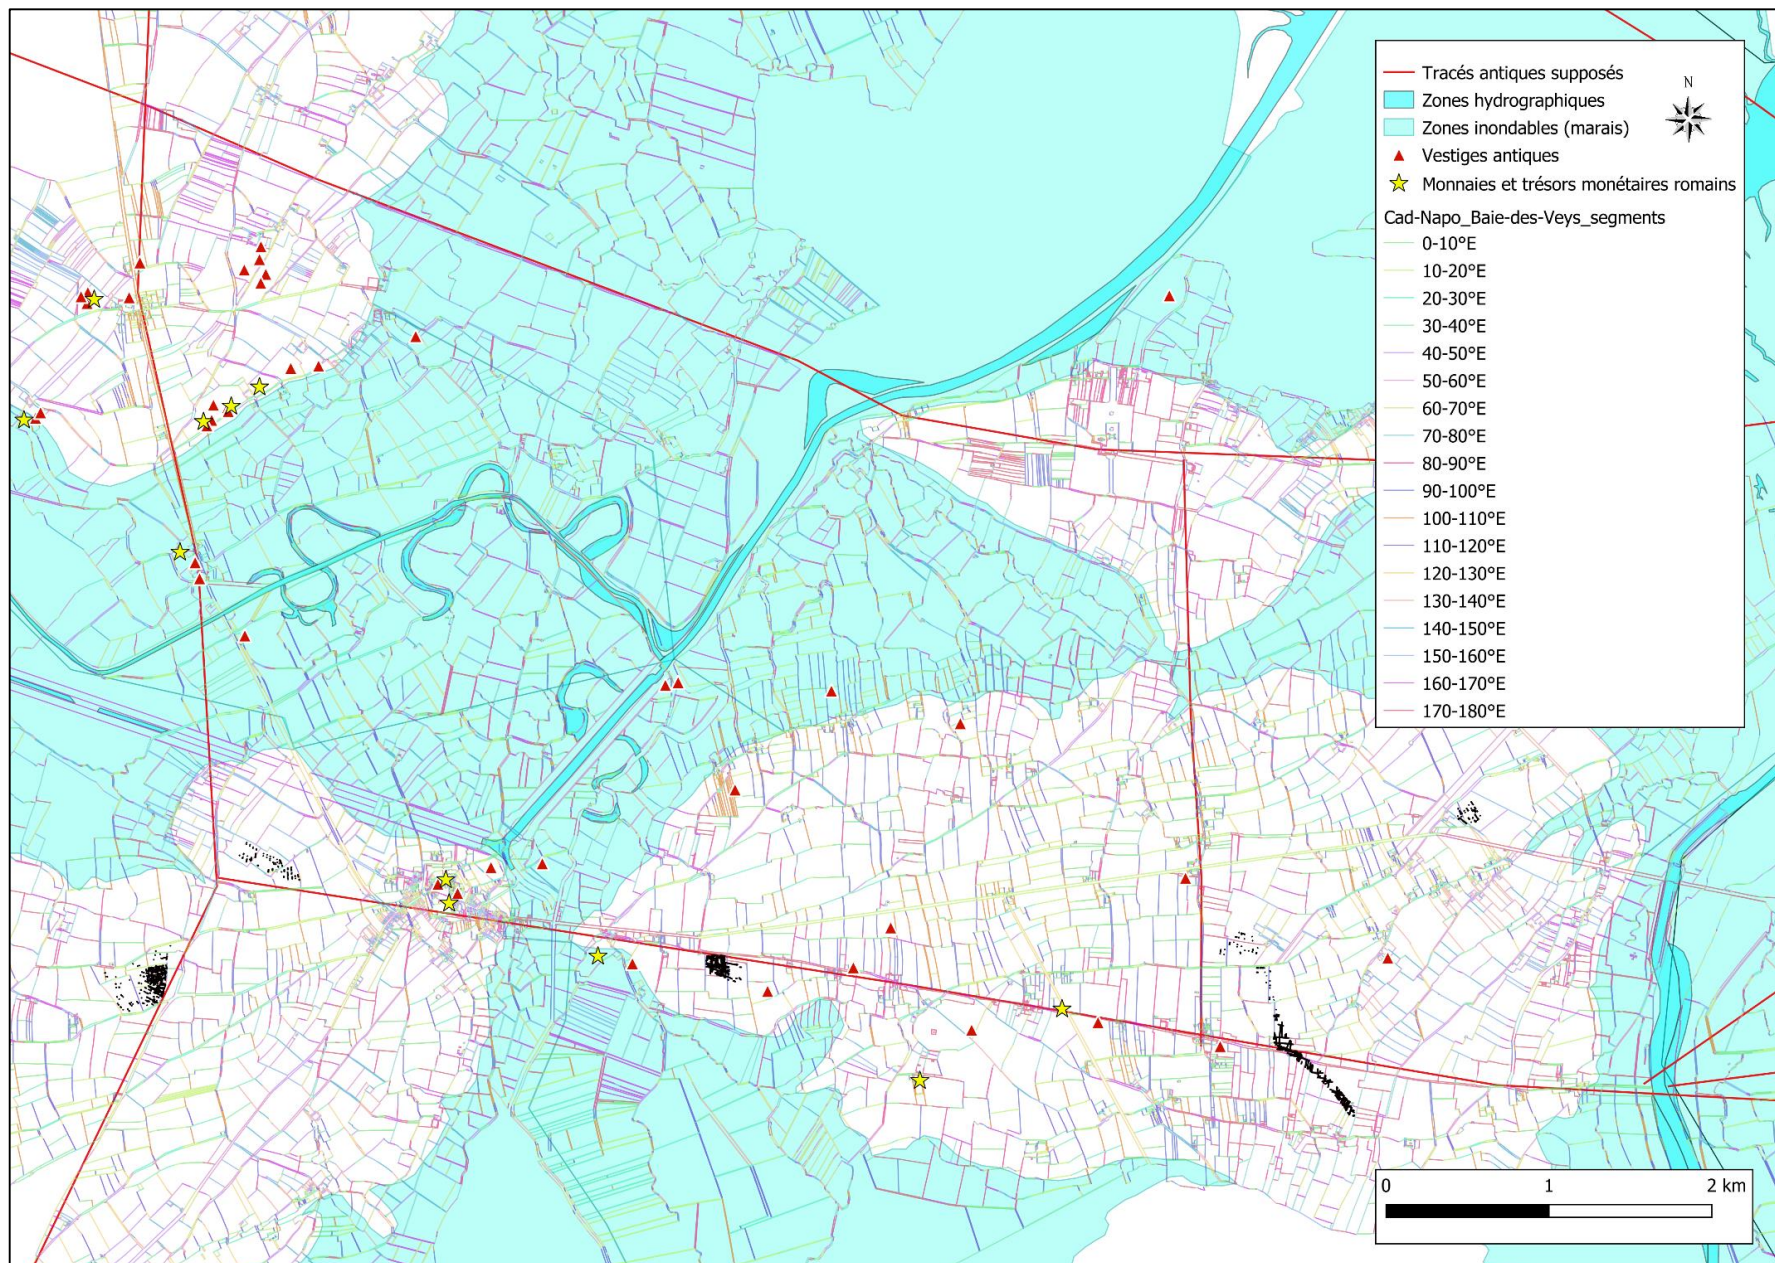 Tracés antiques supposés
N
Zones hydrographiques
Zones inondables (marais)
Vestiges antiques
Monnaies et trésors monétaires romains
Cad-Napo_Baie-des-Veys_segments
0-10°E
10-20°E
20-30°E
30-40°E
40-50°E
50-60°E
60-70°E
70-80°E
80-90°E
90-100°E
100-110°E
110-120°E
120-130°E
130-140°E
140-150°E
150-160°E
160-170°E
170-180°E
0 1 2 km